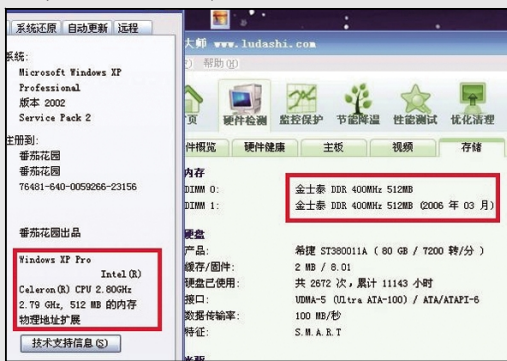 系统还原 自动更新 远程
系统:
Microsoft Windows XP
Professional
版本 2002
Service Pack 2
注册到:
番茄花园
番茄花园
76481-640-0059266-23156
番茄花园出品
Windows XP Pro
Intel(R)
Celeron(R) CPU 2.80GHz
2.79 GHz, 512 MB 的内存
物理地址扩展
技术支持信息(S)
大师 www.ludashi.com
帮助(H)
页 硬件检测 监控保护 节能降温 性能测试 优化清理
件概览 硬件健康 主板 视频 存储
内存
DIMM 0: 金士泰 DDR 400MHz 512MB
DIMM 1: 金士泰 DDR 400MHz 512MB (2006 年 03 月)
硬盘
产品: 希捷 ST380011A ( 80 GB / 7200 转/分 )
缓存/固件: 2 MB / 8.01
硬盘已使用: 共 2672 次，累计 11143 小时
接口: UDMA-5 (Ultra ATA-100) / ATA/ATAPI-6
数据传输率: 100 MB/秒
特征: S.M.A.R.T